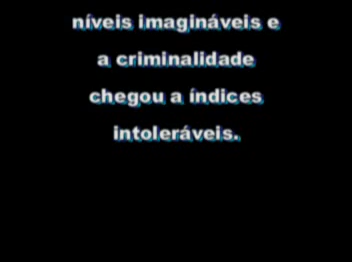 níveis imagináveis e
a criminalidade
chegou a índices
intoleráveis.